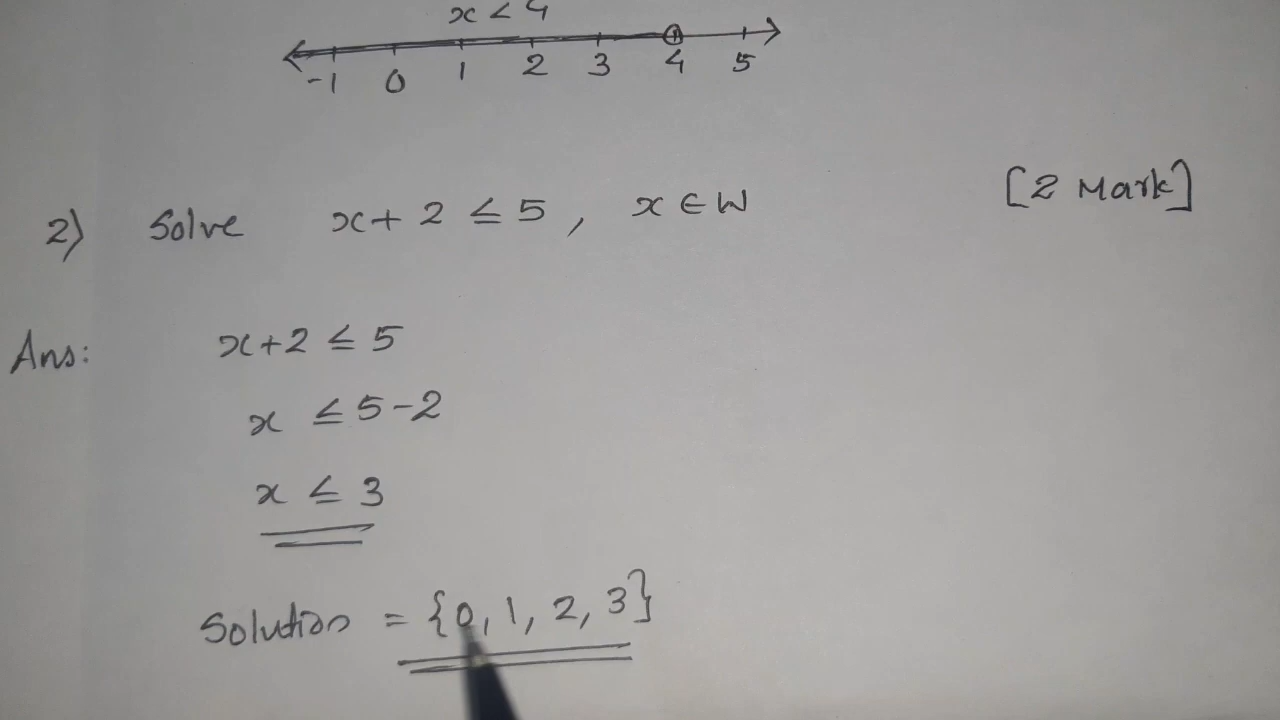 x < 4
-1 0 1 2 3 4 5
2) Solve x + 2 ≤ 5 , x ∈ W [2 Mark]
Ans: x+2 ≤ 5
x ≤ 5-2
x ≤ 3
Solution = {0, 1, 2, 3}